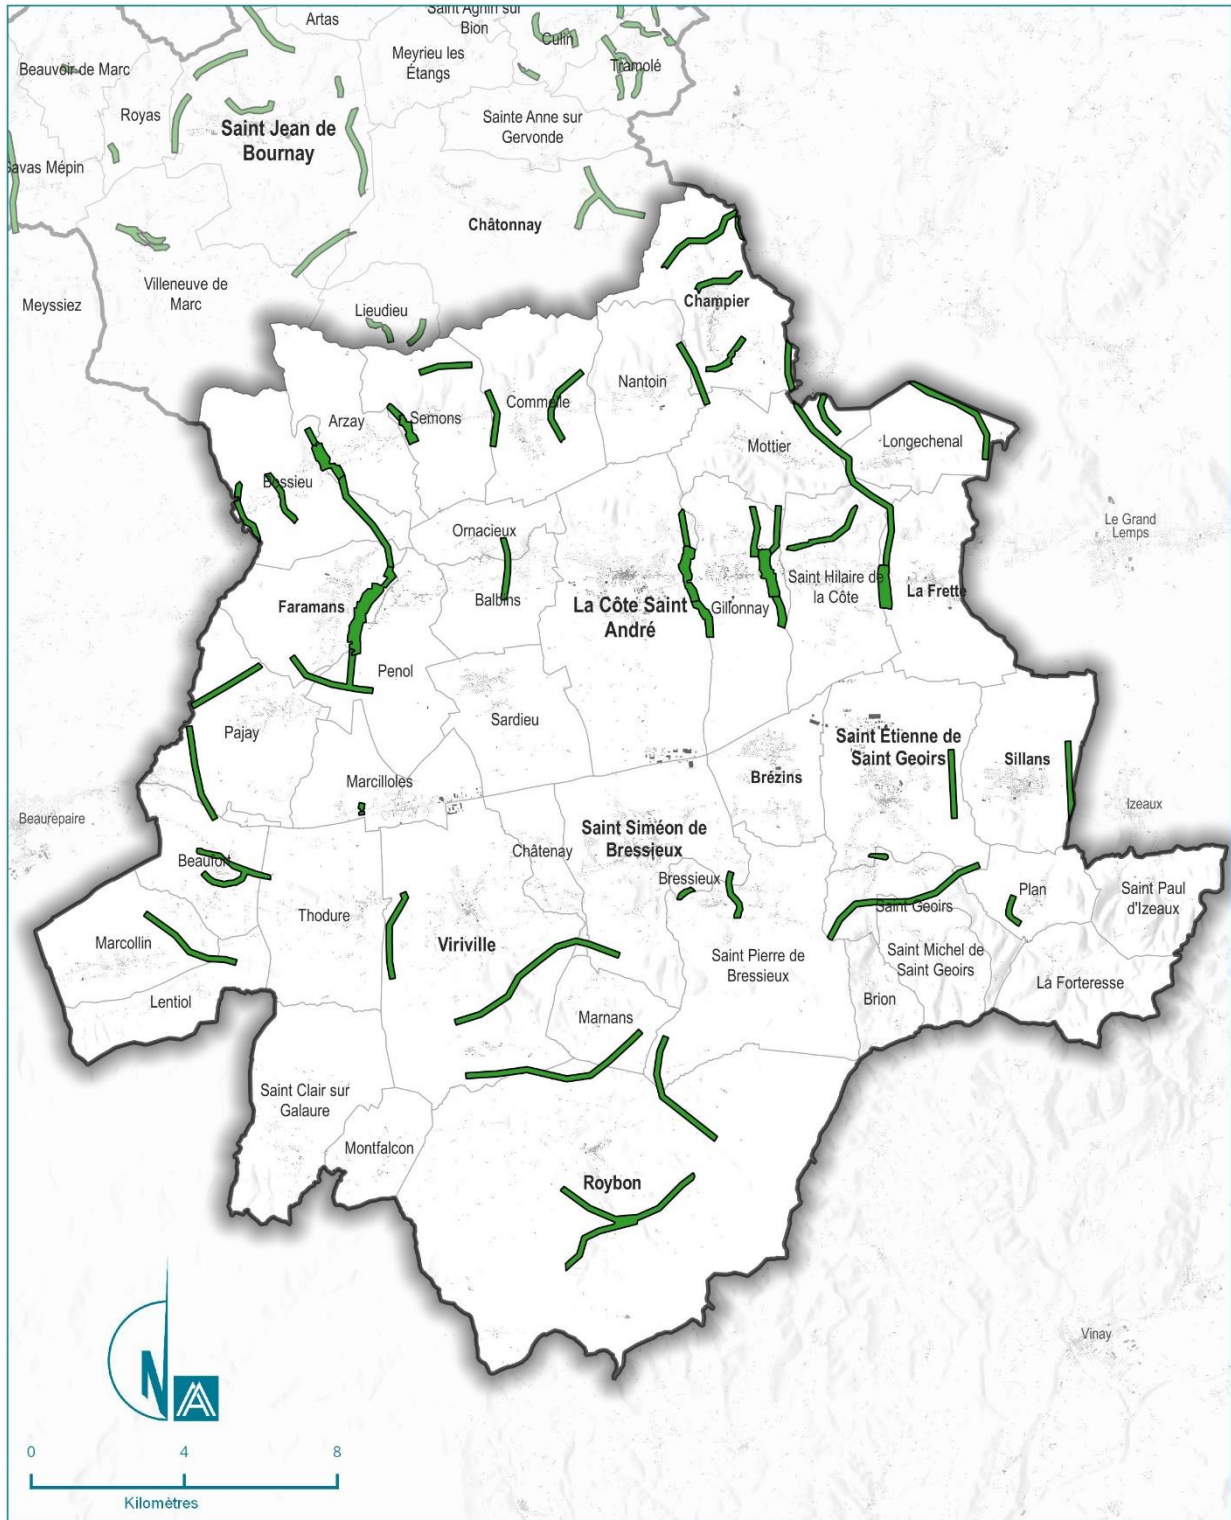 Artas
Saint Agnin sur
Bion
Culin
Meyrieu les
Étangs
Beauvoir de Marc
Tramolé
Royas
Saint Jean de
Bournay
Sainte Anne sur
Gervonde
Savas Mépin
Châtonnay
Villeneuve de
Marc
Meyssiez
Lieudieu
Champier
Nantoin
Commelle
Semons
Arzay
Mottier
Longechenal
Bossieu
Ornacieux
Le Grand
Lemps
Saint Hilaire de
la Côte
La Frette
Balbins
Faramans
La Côte Saint
André
Gillonnay
Penol
Sardieu
Pajay
Saint Étienne de
Saint Geoirs
Sillans
Brézins
Marcilloles
Izeaux
Beaurepaire
Saint Siméon de
Bressieux
Châtenay
Beaufort
Bressieux
Thodure
Saint Geoirs
Plan
Saint Paul
d'Izeaux
Marcollin
Viriville
Saint Pierre de
Bressieux
Saint Michel de
Saint Geoirs
La Forteresse
Lentiol
Brion
Marnans
Saint Clair sur
Galaure
Montfalcon
Roybon
Vinay
N
0 4 8
Kilomètres